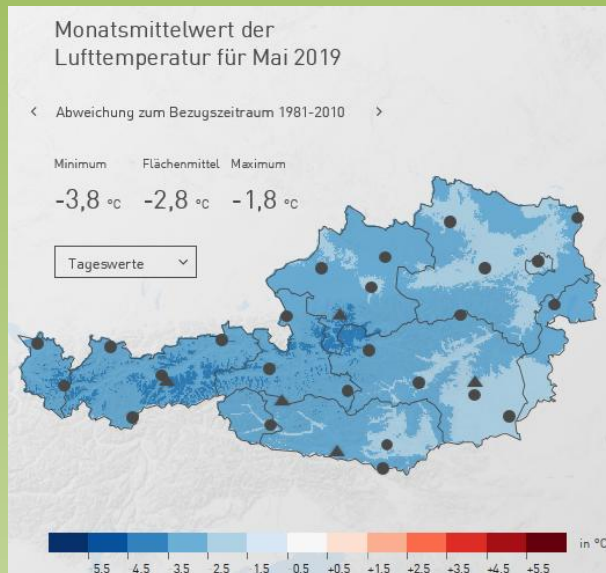 Monatsmittelwert der
Lufttemperatur für Mai 2019
‹ Abweichung zum Bezugszeitraum 1981-2010 ›
Minimum Flächenmittel Maximum
-3,8 °C -2,8 °C -1,8 °C
Tageswerte
in °C
5.5 4.5 3.5 2.5 1.5 0.5 +0.5 +1.5 +2.5 +3.5 +4.5 +5.5